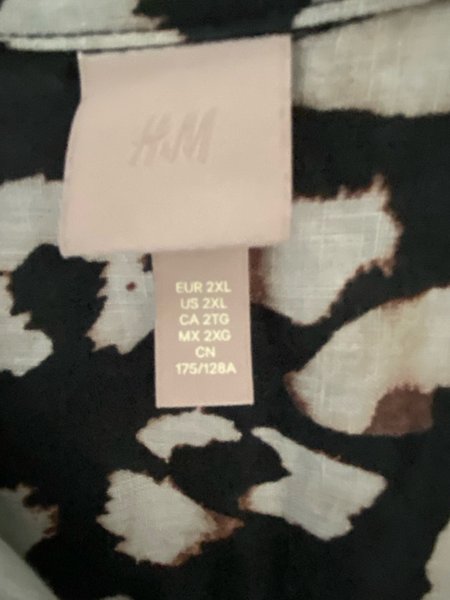 H&M
EUR 2XL
US 2XL
CA 2TG
MX 2XG
CN
175/128A